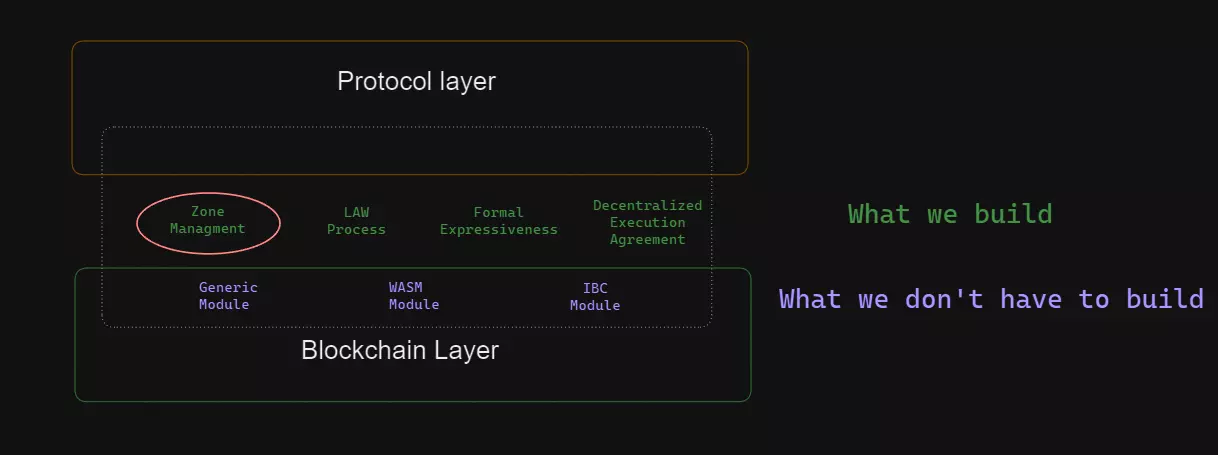 Protocol layer
Zone
Managment
LAW
Process
Formal
Expressiveness
Decentralized
Execution
Agreement
What we build
Generic
Module
WASM
Module
IBC
Module
What we don't have to build
Blockchain Layer